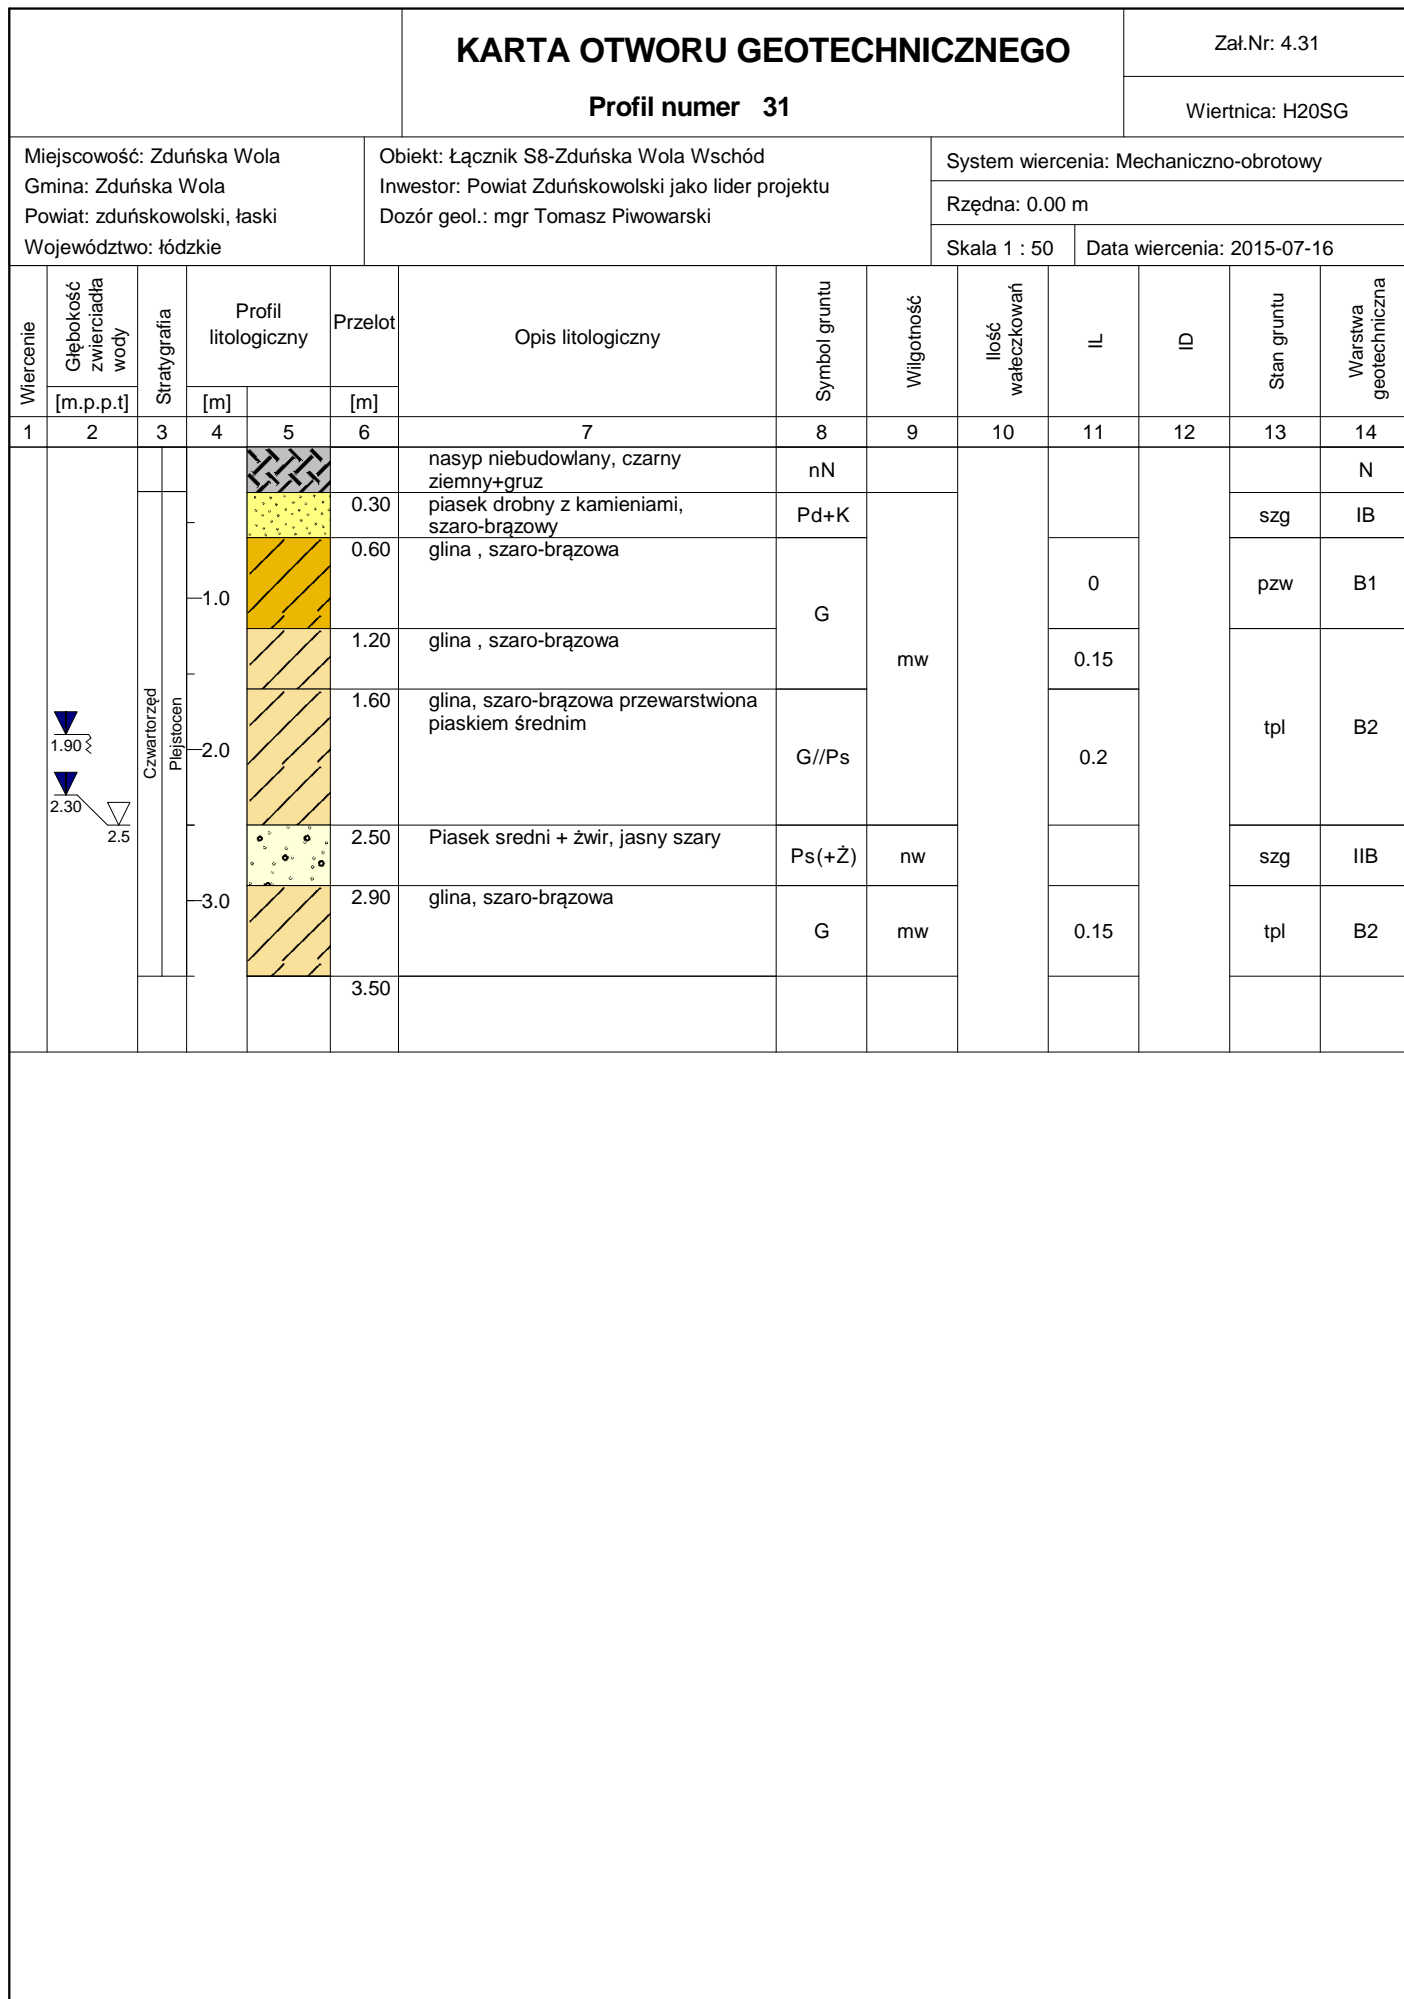 KARTA OTWORU GEOTECHNICZNEGO
Profil numer 31
Zał.Nr: 4.31
Wiertnica: H20SG
Miejscowość: Zduńska Wola
Gmina: Zduńska Wola
Powiat: zduńskowolski, łaski
Województwo: łódzkie
Obiekt: Łącznik S8-Zduńska Wola Wschód
Inwestor: Powiat Zduńskowolski jako lider projektu
Dozór geol.: mgr Tomasz Piwowarski
System wiercenia: Mechaniczno-obrotowy
Rzędna: 0.00 m
Skala 1 : 50
Data wiercenia: 2015-07-16
Wiercenie
Głębokość
zwierciadła
wody
[m.p.p.t]
Stratygrafia
Profil
litologiczny
[m]
Przelot
[m]
Opis litologiczny
Symbol gruntu
Wilgotność
Ilość
wałeczkowań
IL
ID
Stan gruntu
Warstwa
geotechniczna
1 2 3 4 5 6 7 8 9 10 11 12 13 14
nasyp niebudowlany, czarny
ziemny+gruz
nN
N
0.30
piasek drobny z kamieniami,
szaro-brązowy
Pd+K
szg
IB
0.60
glina , szaro-brązowa
G
0
pzw
B1
1.0
1.20
glina , szaro-brązowa
mw
0.15
1.60
glina, szaro-brązowa przewarstwiona
piaskiem średnim
G//Ps
0.2
tpl
B2
Czwartorzęd
Plejstocen
1.90
2.0
2.30
2.5
2.50
Piasek sredni + żwir, jasny szary
Ps(+Ż)
nw
szg
IIB
2.90
3.0
glina, szaro-brązowa
G
mw
0.15
tpl
B2
3.50